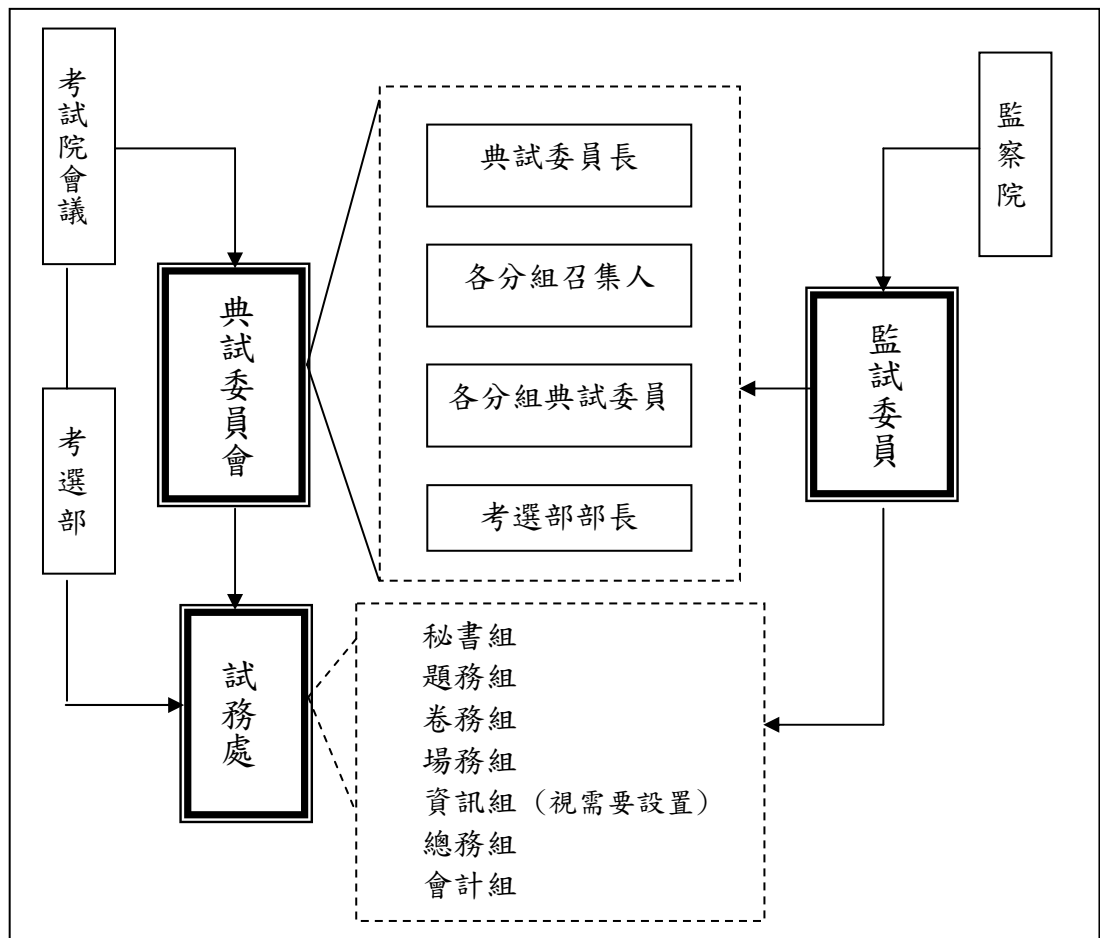 考試院會議
典試委員長
監察院
各分組召集人
典試委員會
監試委員
各分組典試委員
考選部
考選部部長
試務處
秘書組
題務組
卷務組
場務組
資訊組（視需要設置）
總務組
會計組